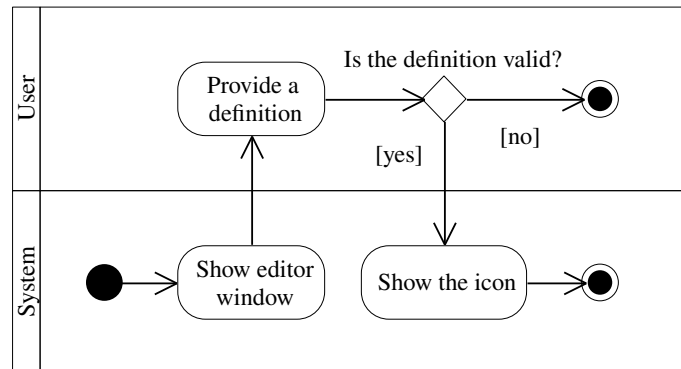 User
Provide a
definition
Is the definition valid?
[yes]
[no]
System
Show editor
window
Show the icon